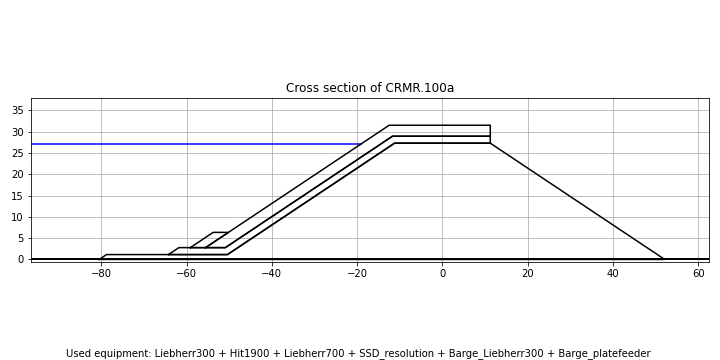 Cross section of CRMR.100a
35
30
25
20
15
10
5
0
−80 −60 −40 −20 0 20 40 60
Used equipment: Liebherr300 + Hit1900 + Liebherr700 + SSD_resolution + Barge_Liebherr300 + Barge_platefeeder